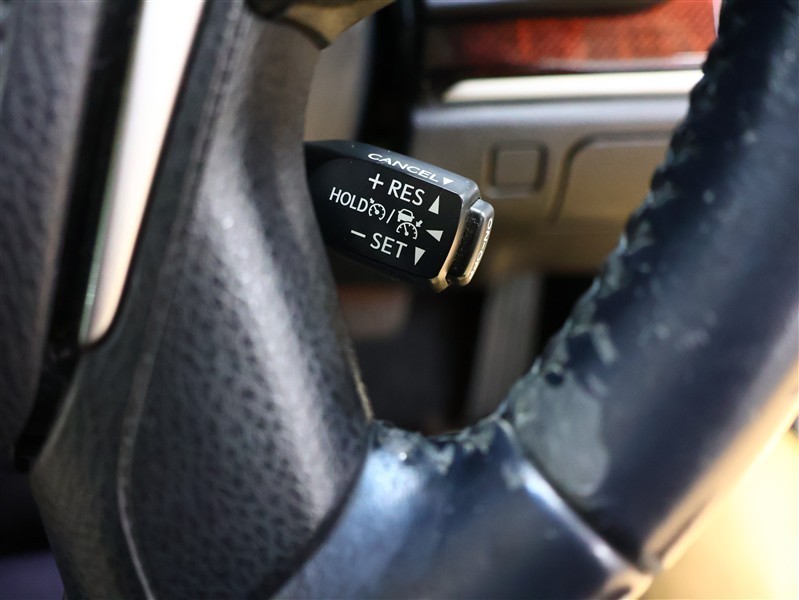 CANCEL▼
+ RES ▲
HOLD / ◀
− SET ▼